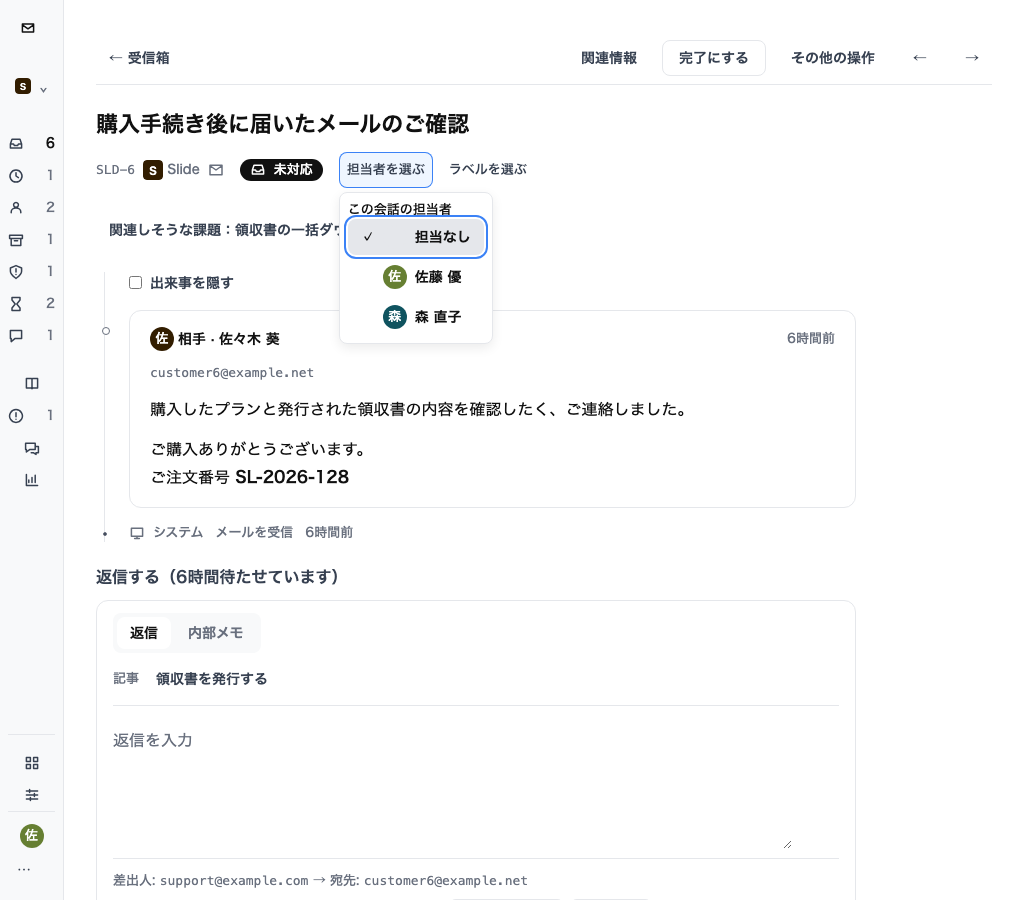 S
6
1
2
1
1
2
1
1
佐
…
← 受信箱
関連情報
完了にする
その他の操作
←
→
購入手続き後に届いたメールのご確認
SLD-6 S Slide 未対応 担当者を選ぶ ラベルを選ぶ
この会話の担当者
✓ 担当なし
佐 佐藤 優
森 森 直子
関連しそうな課題：領収書の一括ダウ
出来事を隠す
佐 相手 · 佐々木 葵 6時間前
customer6@example.net
購入したプランと発行された領収書の内容を確認したく、ご連絡しました。
ご購入ありがとうございます。
ご注文番号 SL-2026-128
システム メールを受信 6時間前
返信する（6時間待たせています）
返信 内部メモ
記事 領収書を発行する
返信を入力
差出人: support@example.com → 宛先: customer6@example.net